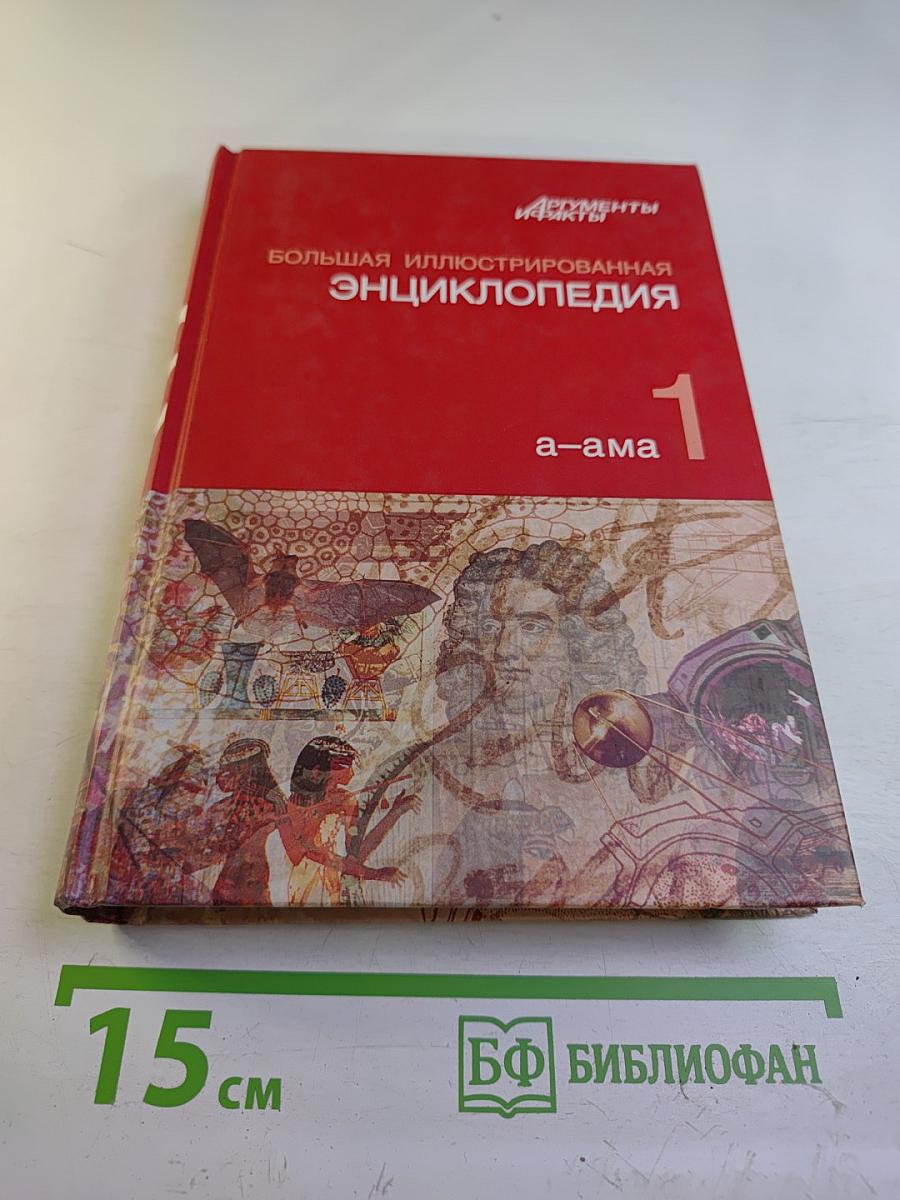 АРГУМЕНТЫ
И ФАКТЫ
БОЛЬШАЯ ИЛЛЮСТРИРОВАННАЯ
ЭНЦИКЛОПЕДИЯ
а–ама 1
15 см
БФ БИБЛИОФАН